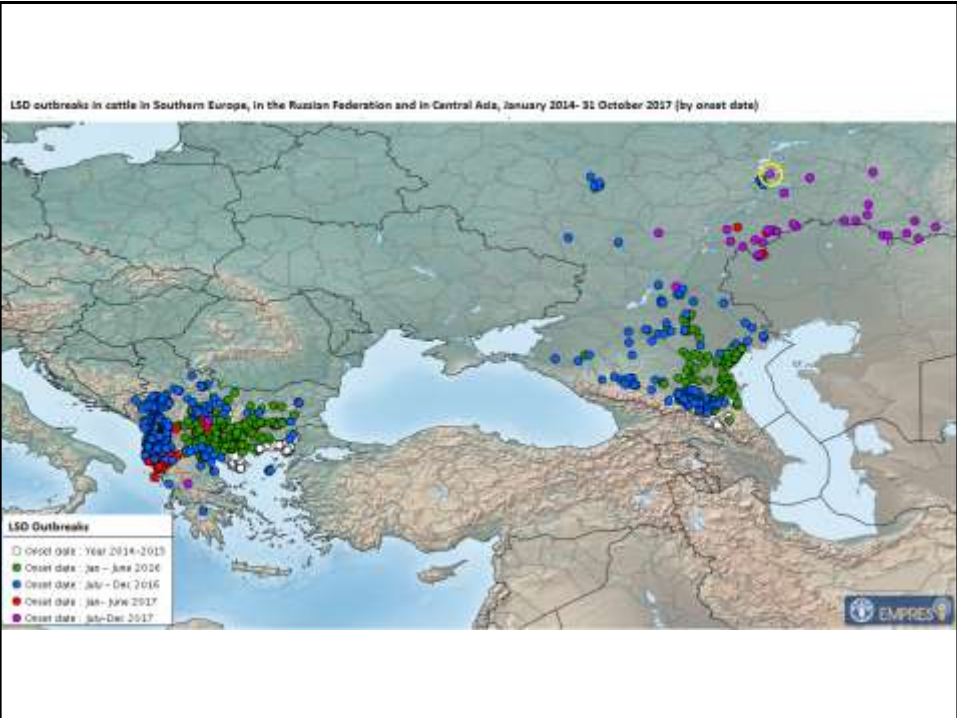 LSD outbreaks in cattle in Southern Europe, in the Russian Federation and in Central Asia, January 2014- 31 October 2017 (by onset date)
LSD Outbreaks
Onset date : Year 2014-2015
Onset date : Jan - June 2016
Onset date : July - Dec 2016
Onset date : Jan- June 2017
Onset date : July-Dec 2017
EMPRES